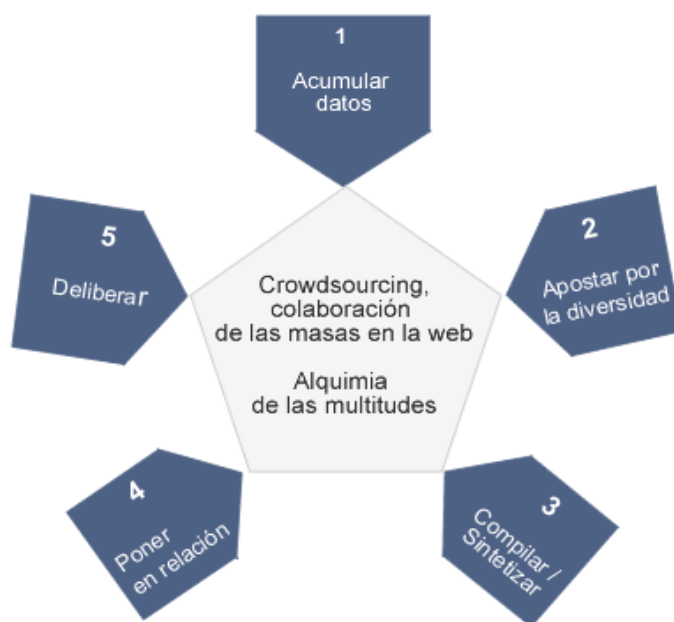 1
Acumular
datos
2
Apostar por
la diversidad
3
Compilar /
Sintetizar
4
Poner
en relación
5
Deliberar
Crowdsourcing,
colaboración
de las masas en la web
Alquimia
de las multitudes